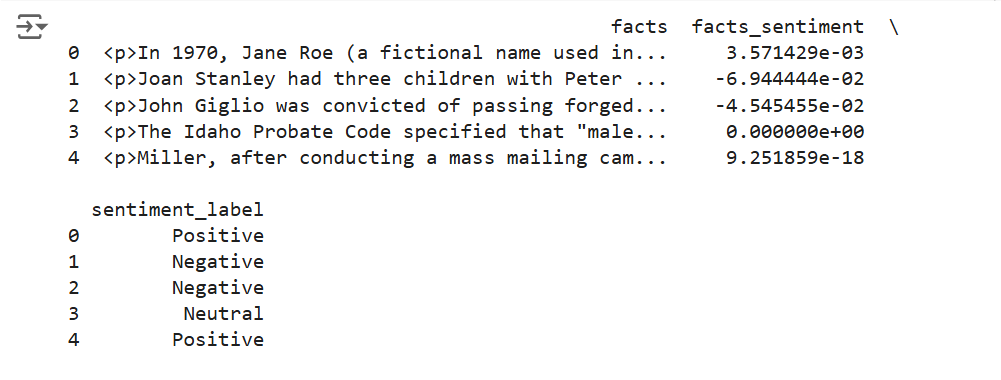 facts  facts_sentiment  \
0  <p>In 1970, Jane Roe (a fictional name used in...     3.571429e-03
1  <p>Joan Stanley had three children with Peter ...    -6.944444e-02
2  <p>John Giglio was convicted of passing forged...    -4.545455e-02
3  <p>The Idaho Probate Code specified that "male...     0.000000e+00
4  <p>Miller, after conducting a mass mailing cam...     9.251859e-18
sentiment_label
0        Positive
1        Negative
2        Negative
3         Neutral
4        Positive